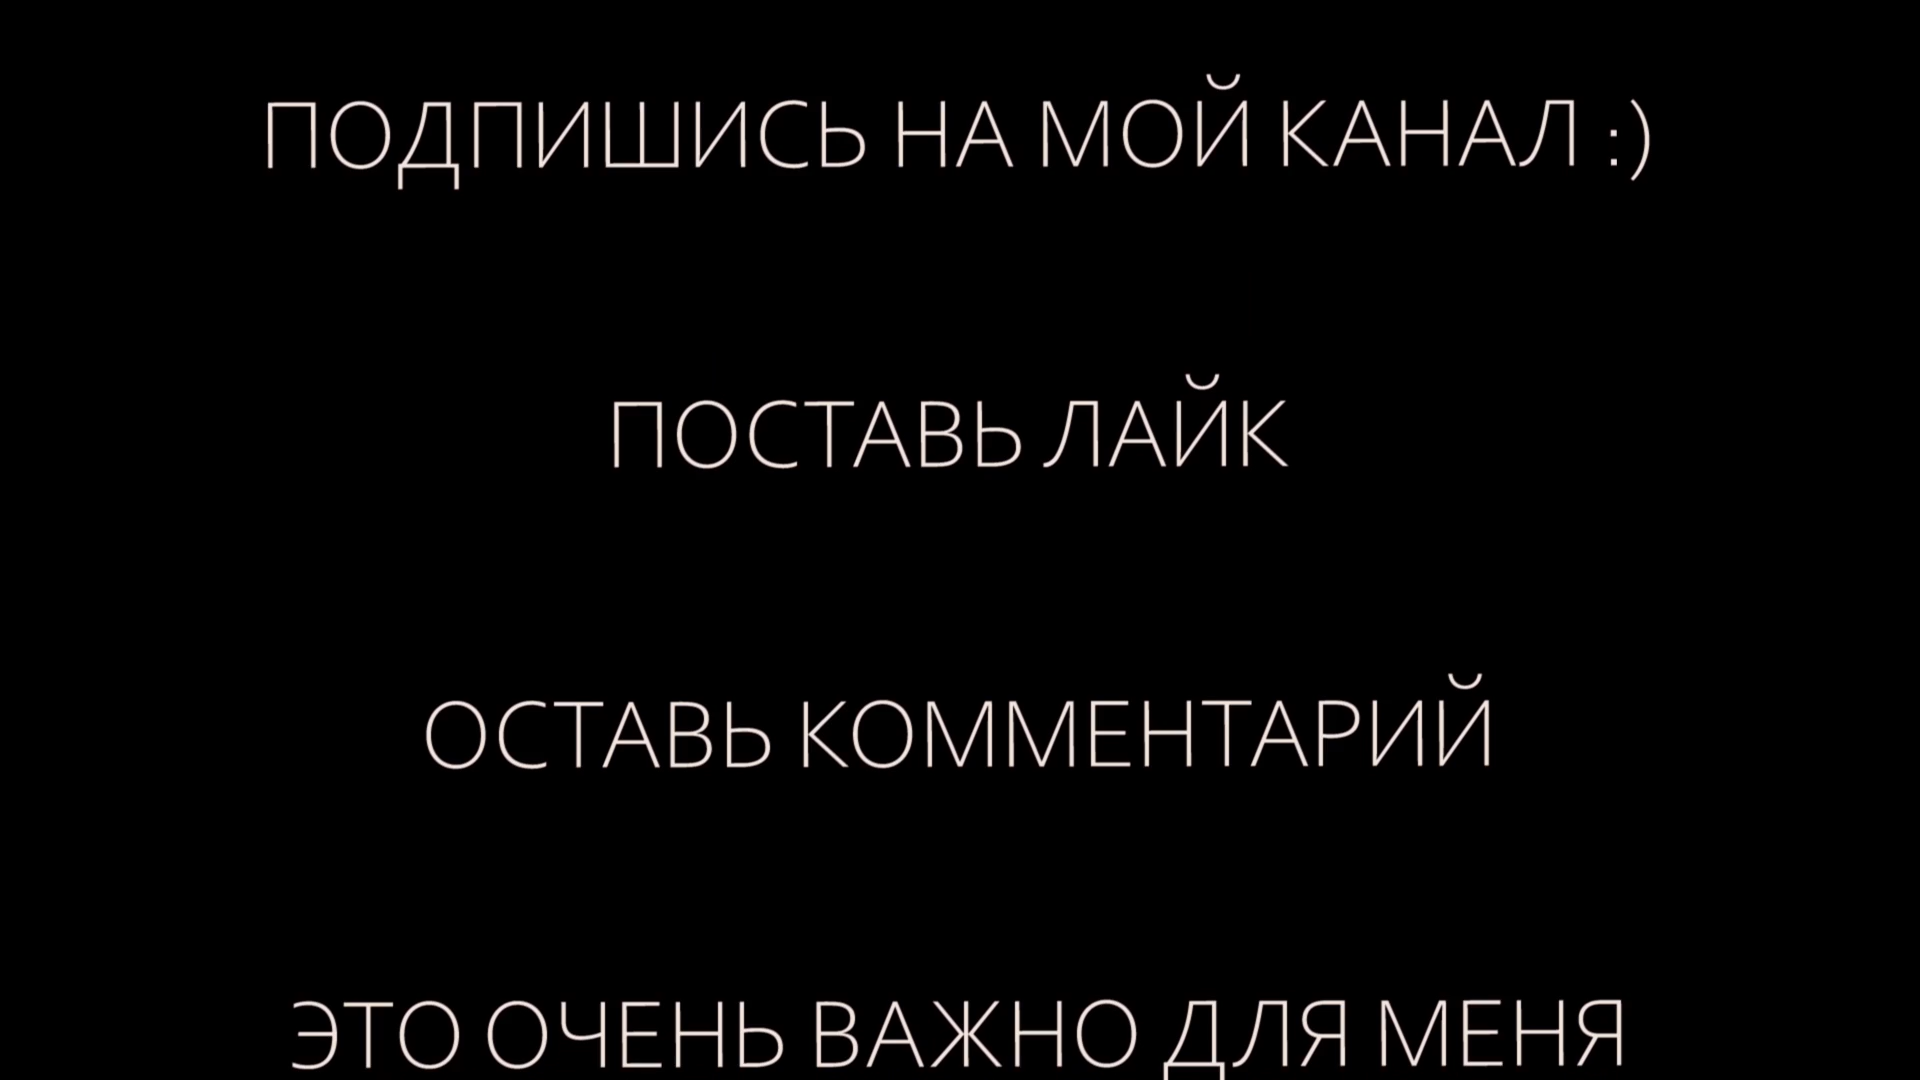 ПОДПИШИСЬ НА МОЙ КАНАЛ :)
ПОСТАВЬ ЛАЙК
ОСТАВЬ КОММЕНТАРИЙ
ЭТО ОЧЕНЬ ВАЖНО ДЛЯ МЕНЯ